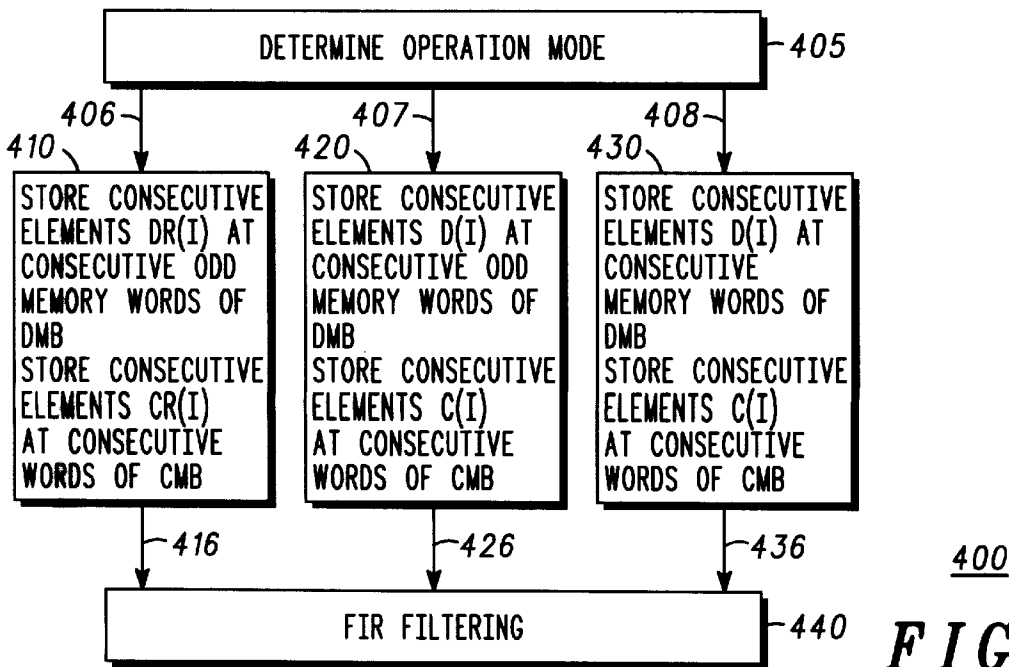 DETERMINE OPERATION MODE
405
406
407
408
410
420
430
STORE CONSECUTIVE
ELEMENTS DR(I) AT
CONSECUTIVE ODD
MEMORY WORDS OF
DMB
STORE CONSECUTIVE
ELEMENTS CR(I)
AT CONSECUTIVE
WORDS OF CMB
STORE CONSECUTIVE
ELEMENTS D(I) AT
CONSECUTIVE ODD
MEMORY WORDS OF
DMB
STORE CONSECUTIVE
ELEMENTS C(I)
AT CONSECUTIVE
WORDS OF CMB
STORE CONSECUTIVE
ELEMENTS D(I) AT
CONSECUTIVE
MEMORY WORDS OF
DMB
STORE CONSECUTIVE
ELEMENTS C(I)
AT CONSECUTIVE
WORDS OF CMB
416
426
436
400
FIR FILTERING
440
FIG